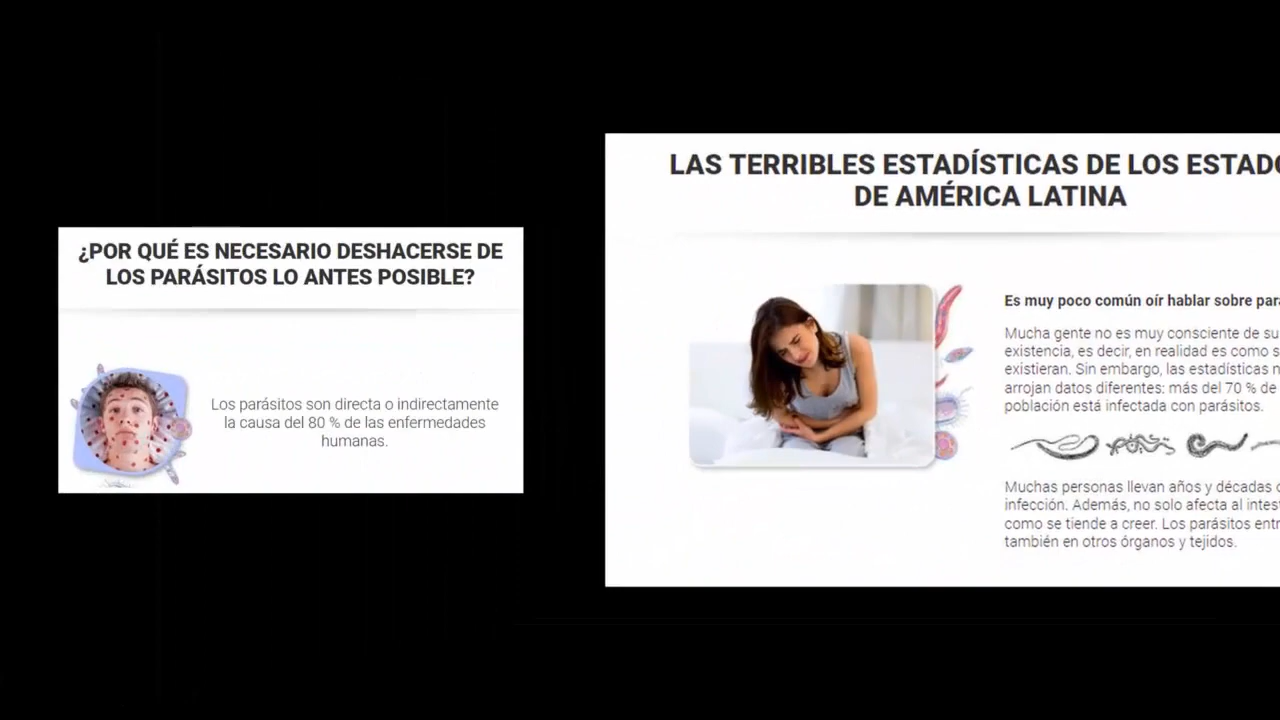 ¿POR QUÉ ES NECESARIO DESHACERSE DE
LOS PARÁSITOS LO ANTES POSIBLE?
Los parásitos son directa o indirectamente
la causa del 80 % de las enfermedades
humanas.
LAS TERRIBLES ESTADÍSTICAS DE LOS
DE AMÉRICA LATINA
Es muy poco común oír hablar sobre
Mucha gente no es muy consciente de su
existencia, es decir, en realidad es como
existieran. Sin embargo, las estadísticas
arrojan datos diferentes: más del 70 % de
población está infectada con parásitos.
Muchas personas llevan años y décadas
infección. Además, no solo afecta al
como se tiende a creer. Los parásitos
también en otros órganos y tejidos.